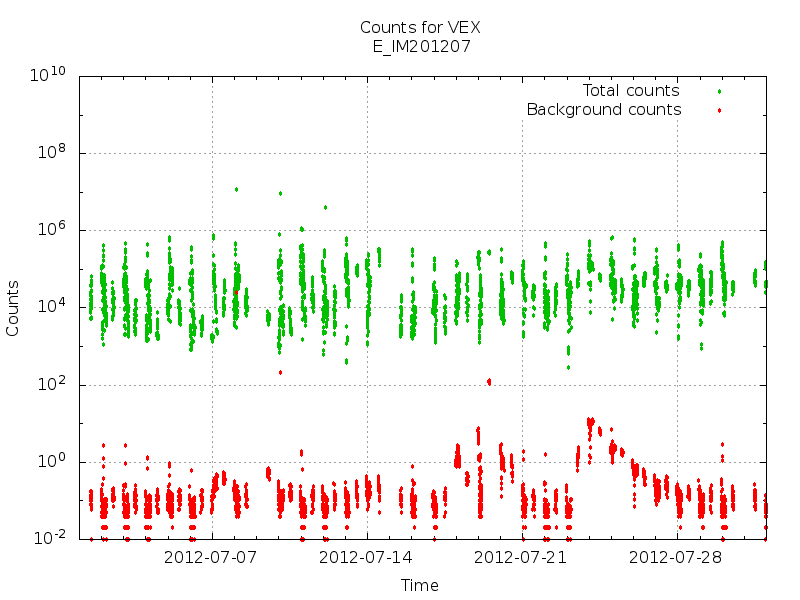 Counts for VEX
E_IM201207
Total counts
Background counts
10^10
10^8
10^6
10^4
10^2
10^0
10^-2
Counts
2012-07-07 2012-07-14 2012-07-21 2012-07-28
Time